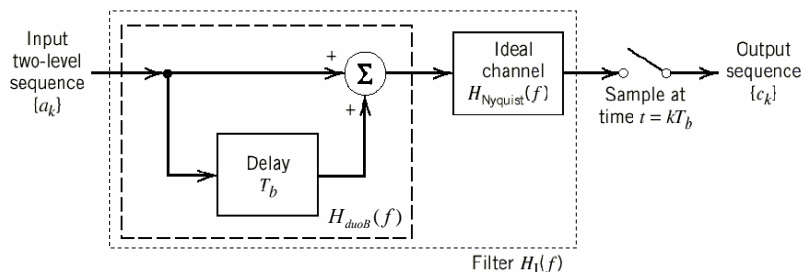 Input
two-level
sequence
{a_k}
+
Σ
+
Delay
T_b
H_duoB(f)
Ideal
channel
H_Nyquist(f)
Filter H_I(f)
Sample at
time t = kT_b
Output
sequence
{c_k}